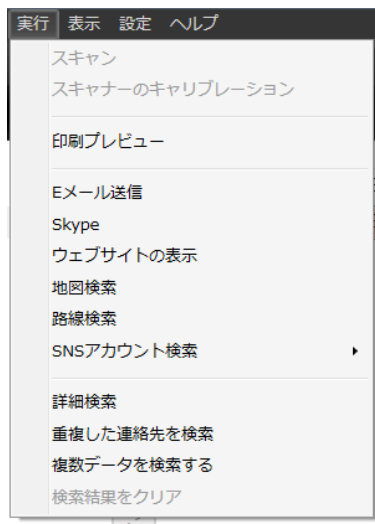 実行 表示 設定 ヘルプ
スキャン
スキャナーのキャリブレーション
印刷プレビュー
Eメール送信
Skype
ウェブサイトの表示
地図検索
路線検索
SNSアカウント検索
詳細検索
重複した連絡先を検索
複数データを検索する
検索結果をクリア